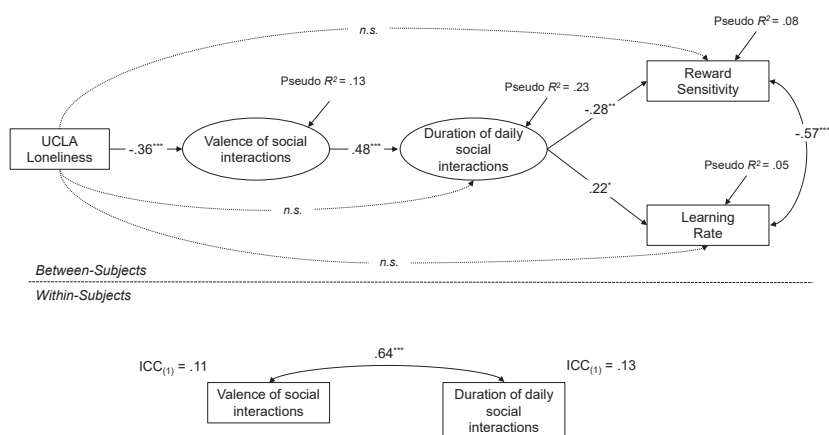 n.s.
Pseudo R² = .08
Reward
Sensitivity
Pseudo R² = .13
Pseudo R² = .23
-.28**
UCLA
Loneliness
-.36***
Valence of social
interactions
.48***
Duration of daily
social
interactions
-.57***
Pseudo R² = .05
.22*
Learning
Rate
n.s.
n.s.
Between-Subjects
Within-Subjects
.64***
ICC(1) = .11
ICC(1) = .13
Valence of social
interactions
Duration of daily
social
interactions